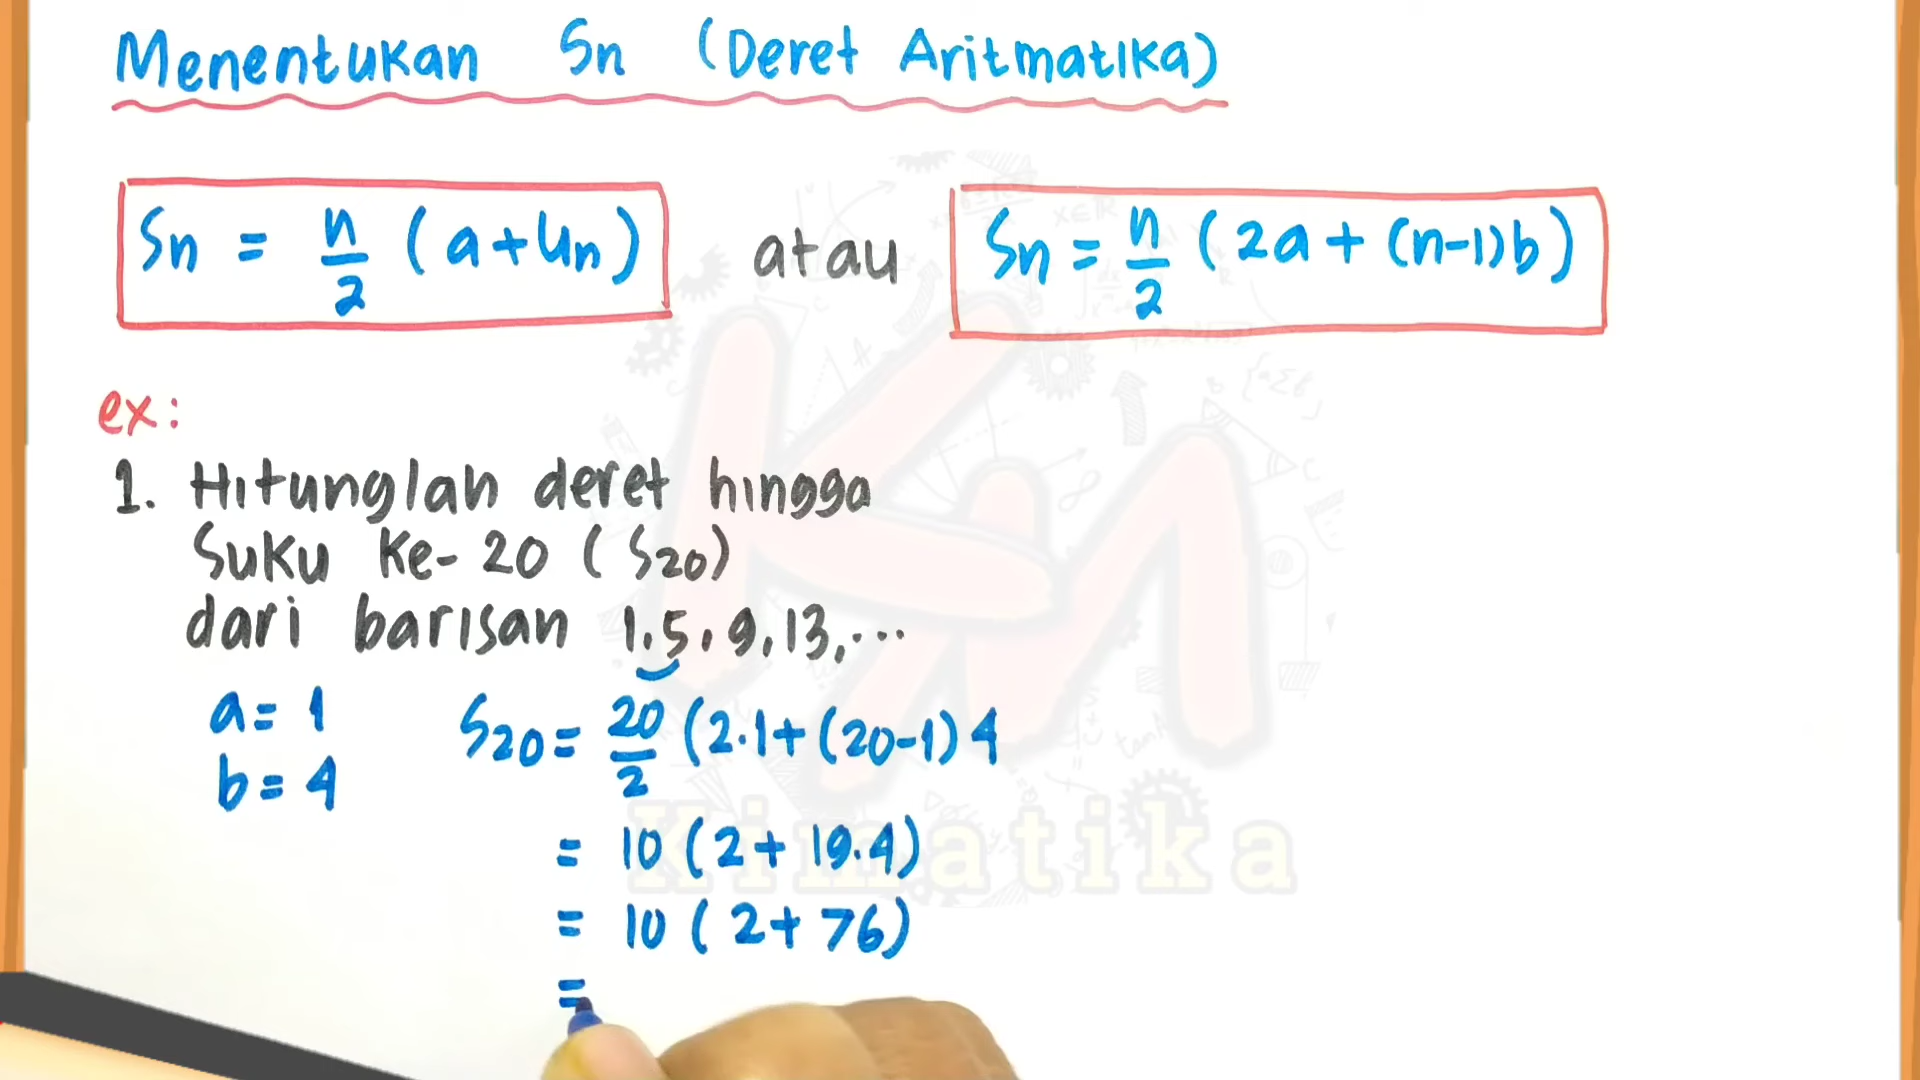 Menentukan Sn (Deret Aritmatika)
Sn = n/2 (a+Un) atau Sn = n/2 (2a + (n-1)b)
ex:
1. Hitunglah deret hingga
Suku Ke-20 (S20)
dari barisan 1,5,9,13,...
a= 1 S20= 20/2 (2.1+(20-1)4
b= 4
= 10 (2+ 19.4)
= 10 (2+ 76)
=
Kimatika